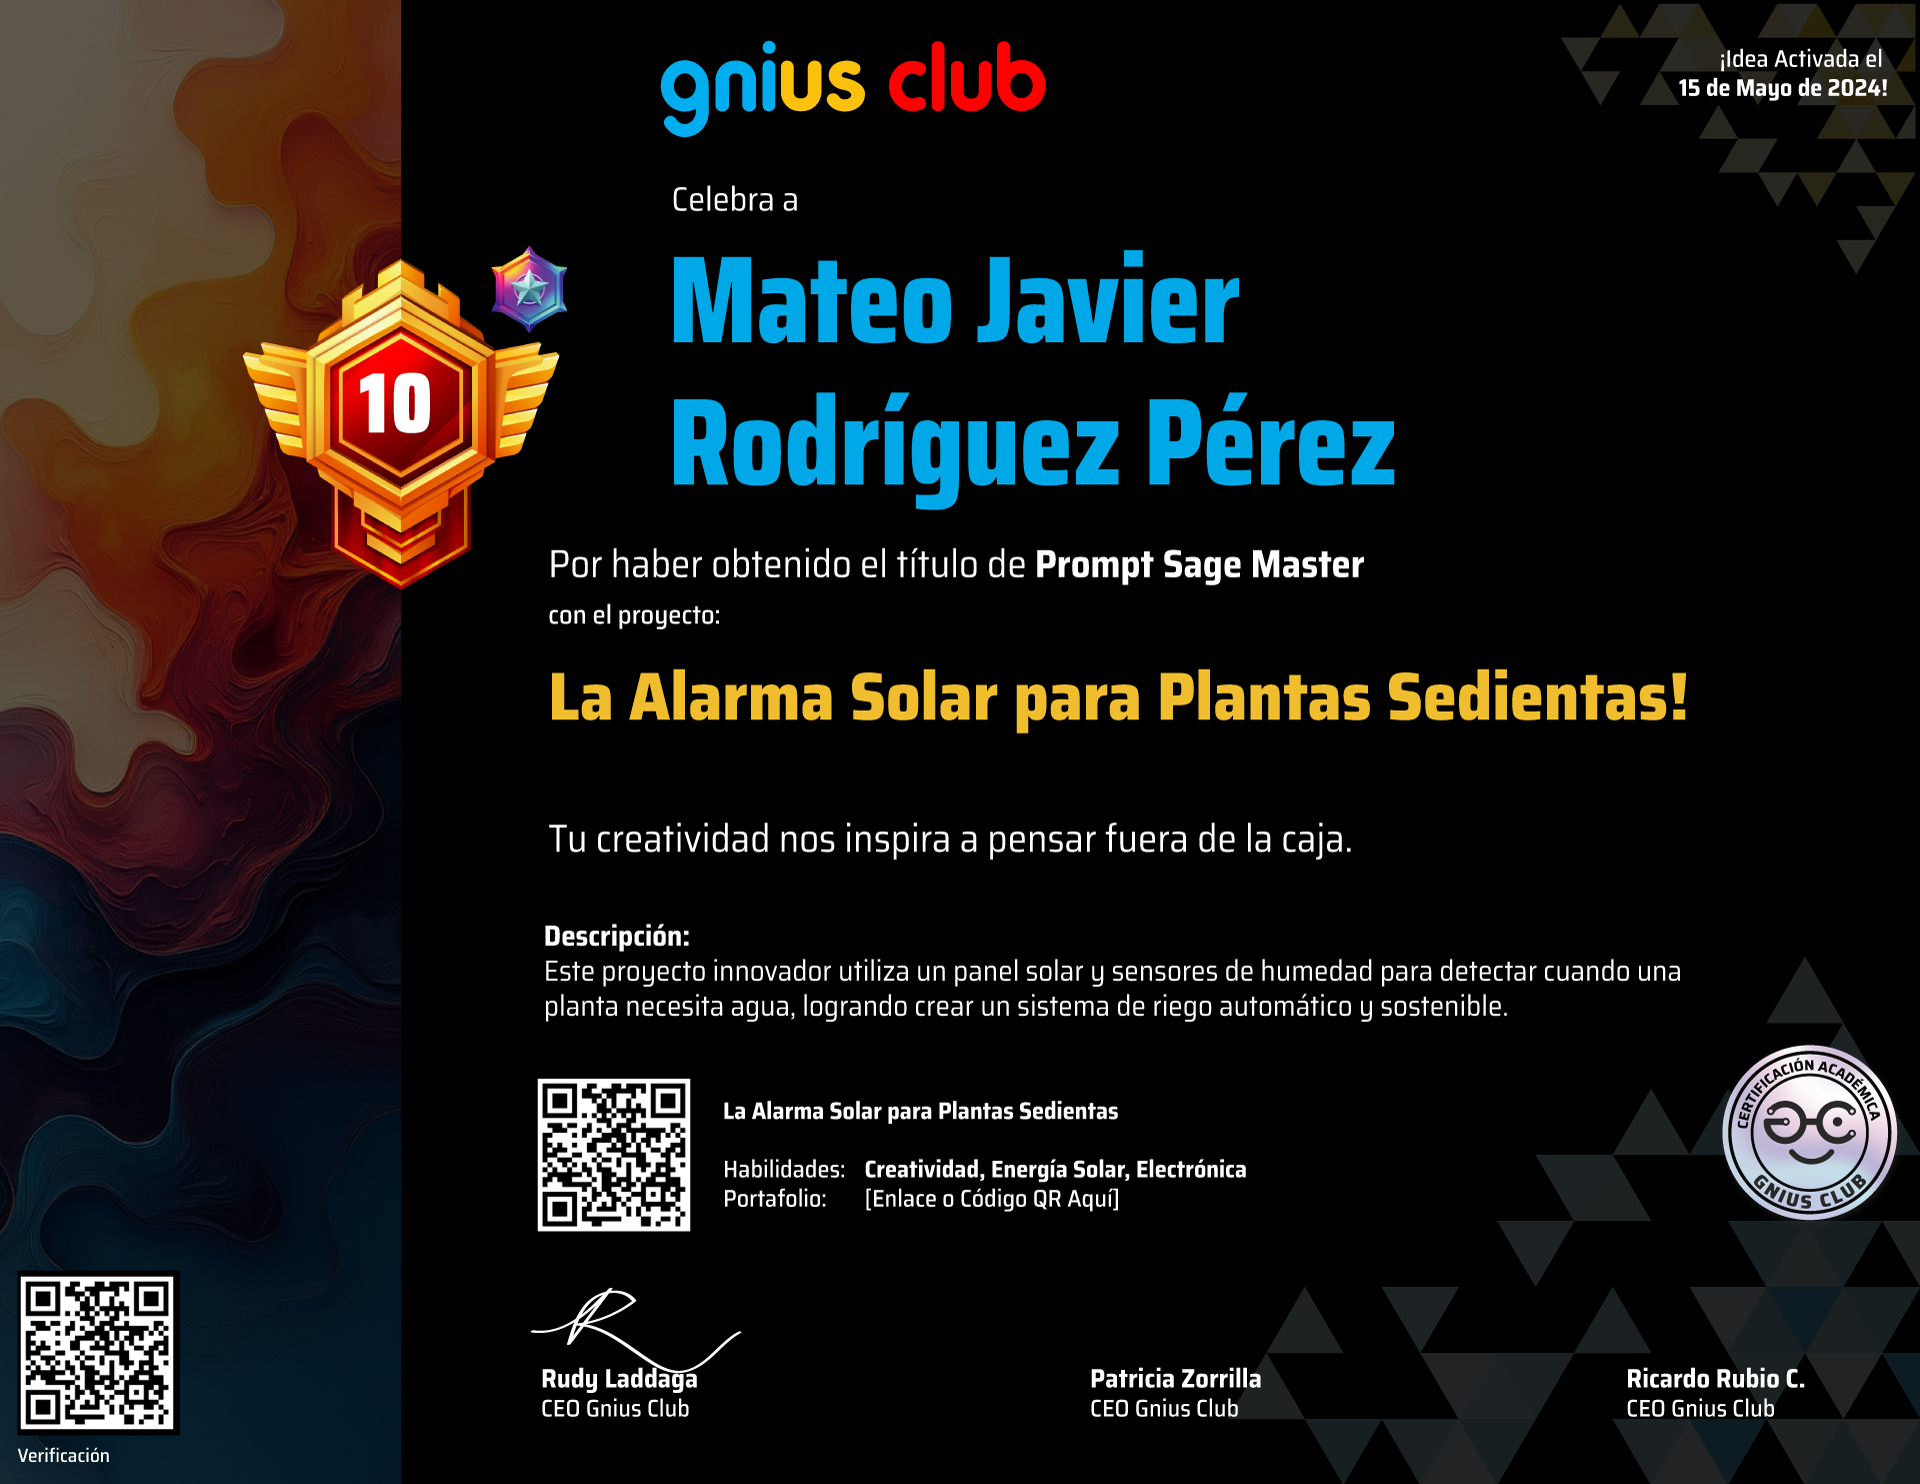 gnius club
¡Idea Activada el
15 de Mayo de 2024!
Celebra a
Mateo Javier
Rodríguez Pérez
10
Por haber obtenido el título de Prompt Sage Master
con el proyecto:
La Alarma Solar para Plantas Sedientas!
Tu creatividad nos inspira a pensar fuera de la caja.
Descripción:
Este proyecto innovador utiliza un panel solar y sensores de humedad para detectar cuando una
planta necesita agua, logrando crear un sistema de riego automático y sostenible.
La Alarma Solar para Plantas Sedientas
Habilidades: Creatividad, Energía Solar, Electrónica
Portafolio: [Enlace o Código QR Aquí]
CERTIFICACIÓN ACADÉMICA
GNIUS CLUB
Rudy Laddaga
CEO Gnius Club
Patricia Zorrilla
CEO Gnius Club
Ricardo Rubio C.
CEO Gnius Club
Verificación